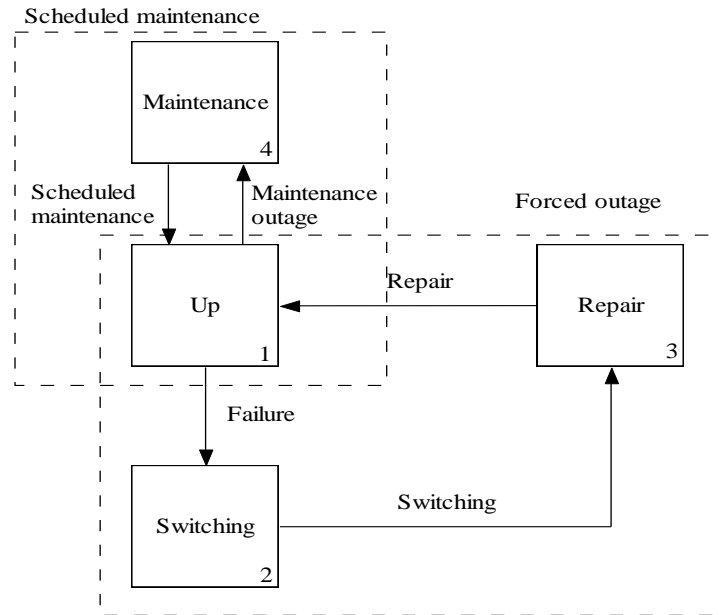 Scheduled maintenance
Maintenance
4
Scheduled
maintenance
Maintenance
outage
Forced outage
Up
1
Repair
Repair
3
Failure
Switching
Switching
2